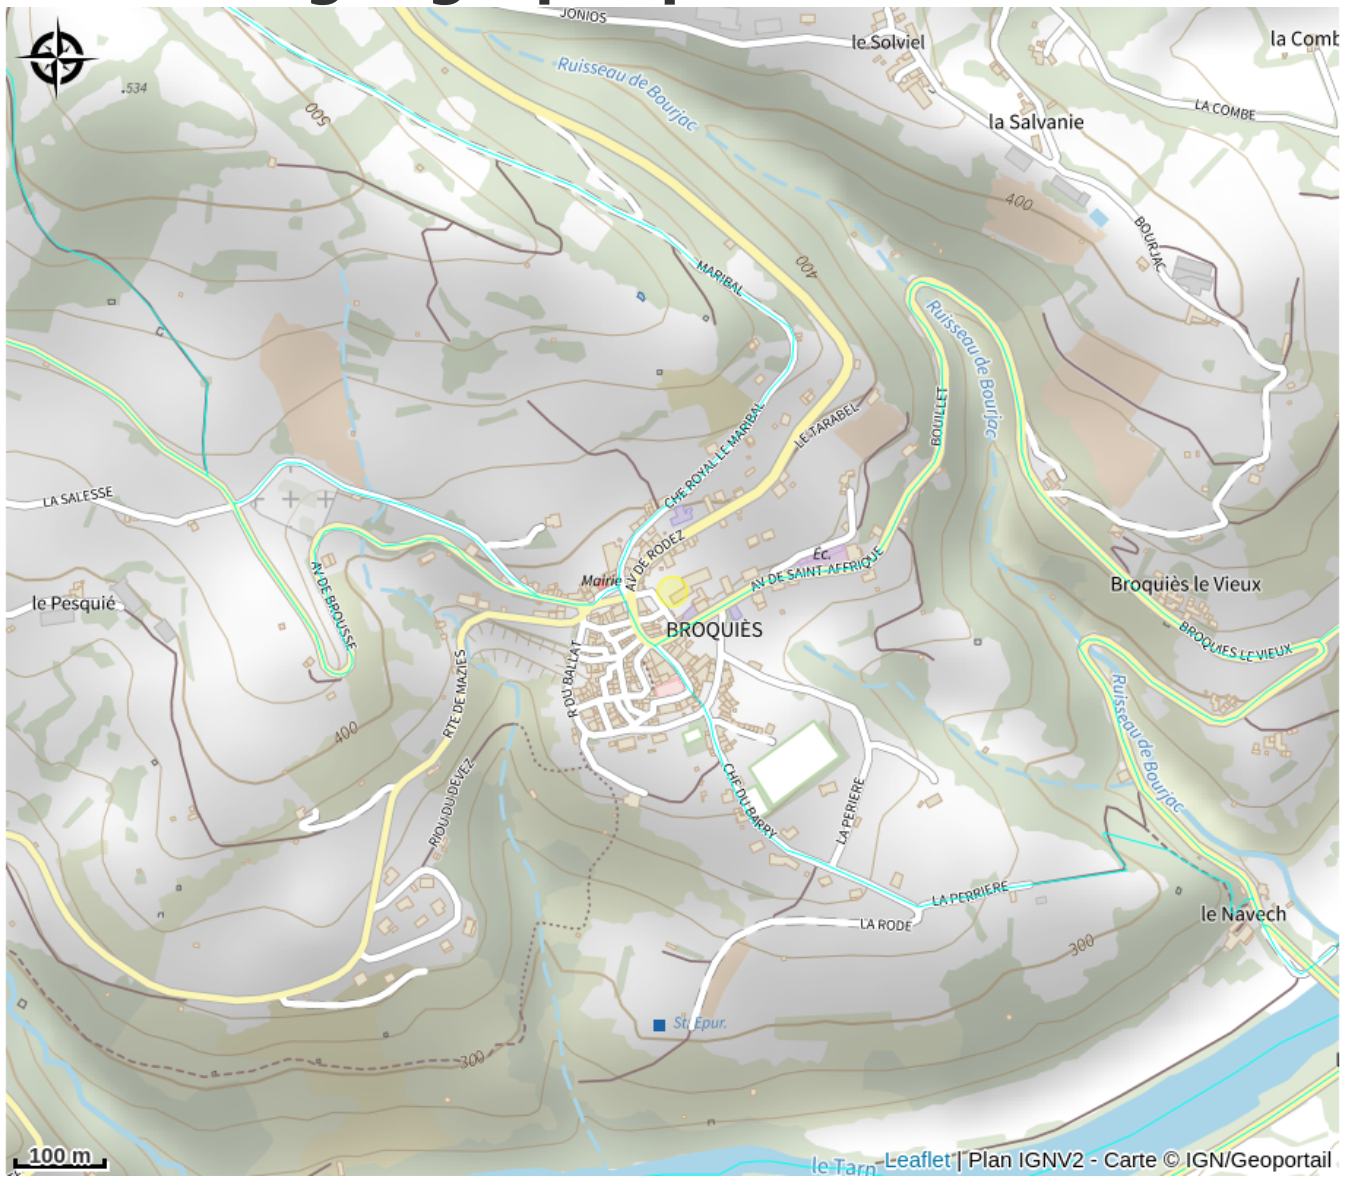 JONIOS
le Solviel
la Comb
Ruisseau de Bourjac
.534
500
LA COMBE
la Salvanie
400
BOURJAC
400
MARIBAL
Ruisseau de Bourjac
BOUILLET
LE TARABEL
CHE ROYAL LE MARIBAL
LA SALESSE
AV DE RODEZ
Éc.
AV DE SAINT-AFFRIQUE
Mairie
AV DE BROUSSE
le Pesquié
Broquiès le Vieux
BROQUIÈS
BROQUIES LE VIEUX
R DU BALLAT
RTE DE MAZIES
Ruisseau de Bourjac
400
RIOU DU DEVEZ
CHE DU BARRY
LA PERIERE
LA PERRIERE
le Navech
LA RODE
300
St. Epur.
300
100 m
le Tarn
Leaflet | Plan IGNV2 - Carte © IGN/Geoportail